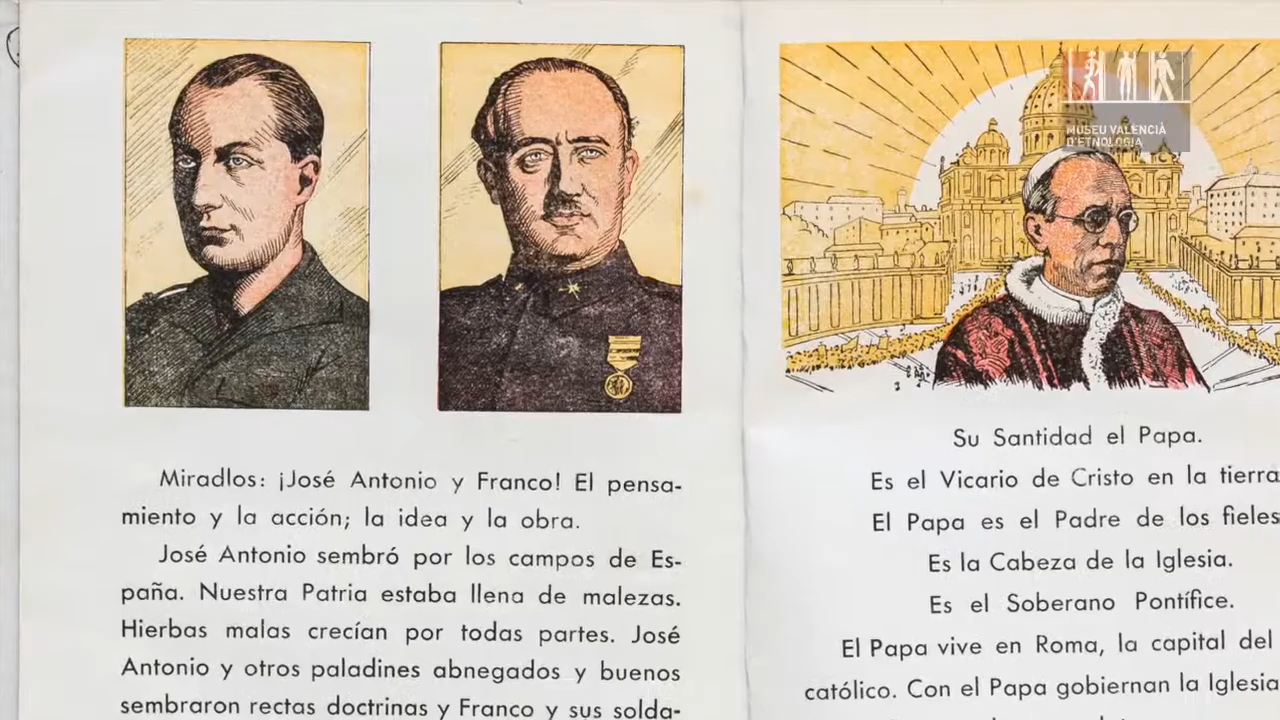 Miradlos: ¡José Antonio y Franco! El pensa-
miento y la acción; la idea y la obra.
José Antonio sembró por los campos de Es-
paña. Nuestra Patria estaba llena de malezas.
Hierbas malas crecían por todas partes. José
Antonio y otros paladines abnegados y buenos
sembraron rectas doctrinas y Franco y sus solda-
MUSEU VALENCIÀ
D'ETNOLOGIA
Su Santidad el Papa.
Es el Vicario de Cristo en la tierra
El Papa es el Padre de los fieles
Es la Cabeza de la Iglesia.
Es el Soberano Pontífice.
El Papa vive en Roma, la capital del
católico. Con el Papa gobiernan la Iglesia